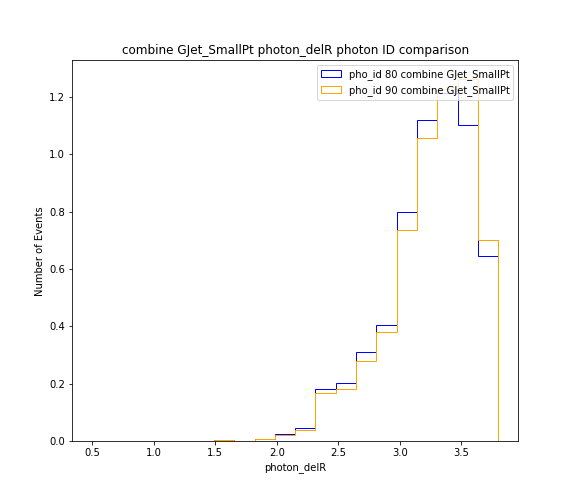 combine GJet_SmallPt photon_delR photon ID comparison
pho_id 80 combine GJet_SmallPt
pho_id 90 combine GJet_SmallPt
Number of Events
1.2
1.0
0.8
0.6
0.4
0.2
0.0
0.5 1.0 1.5 2.0 2.5 3.0 3.5
photon_delR